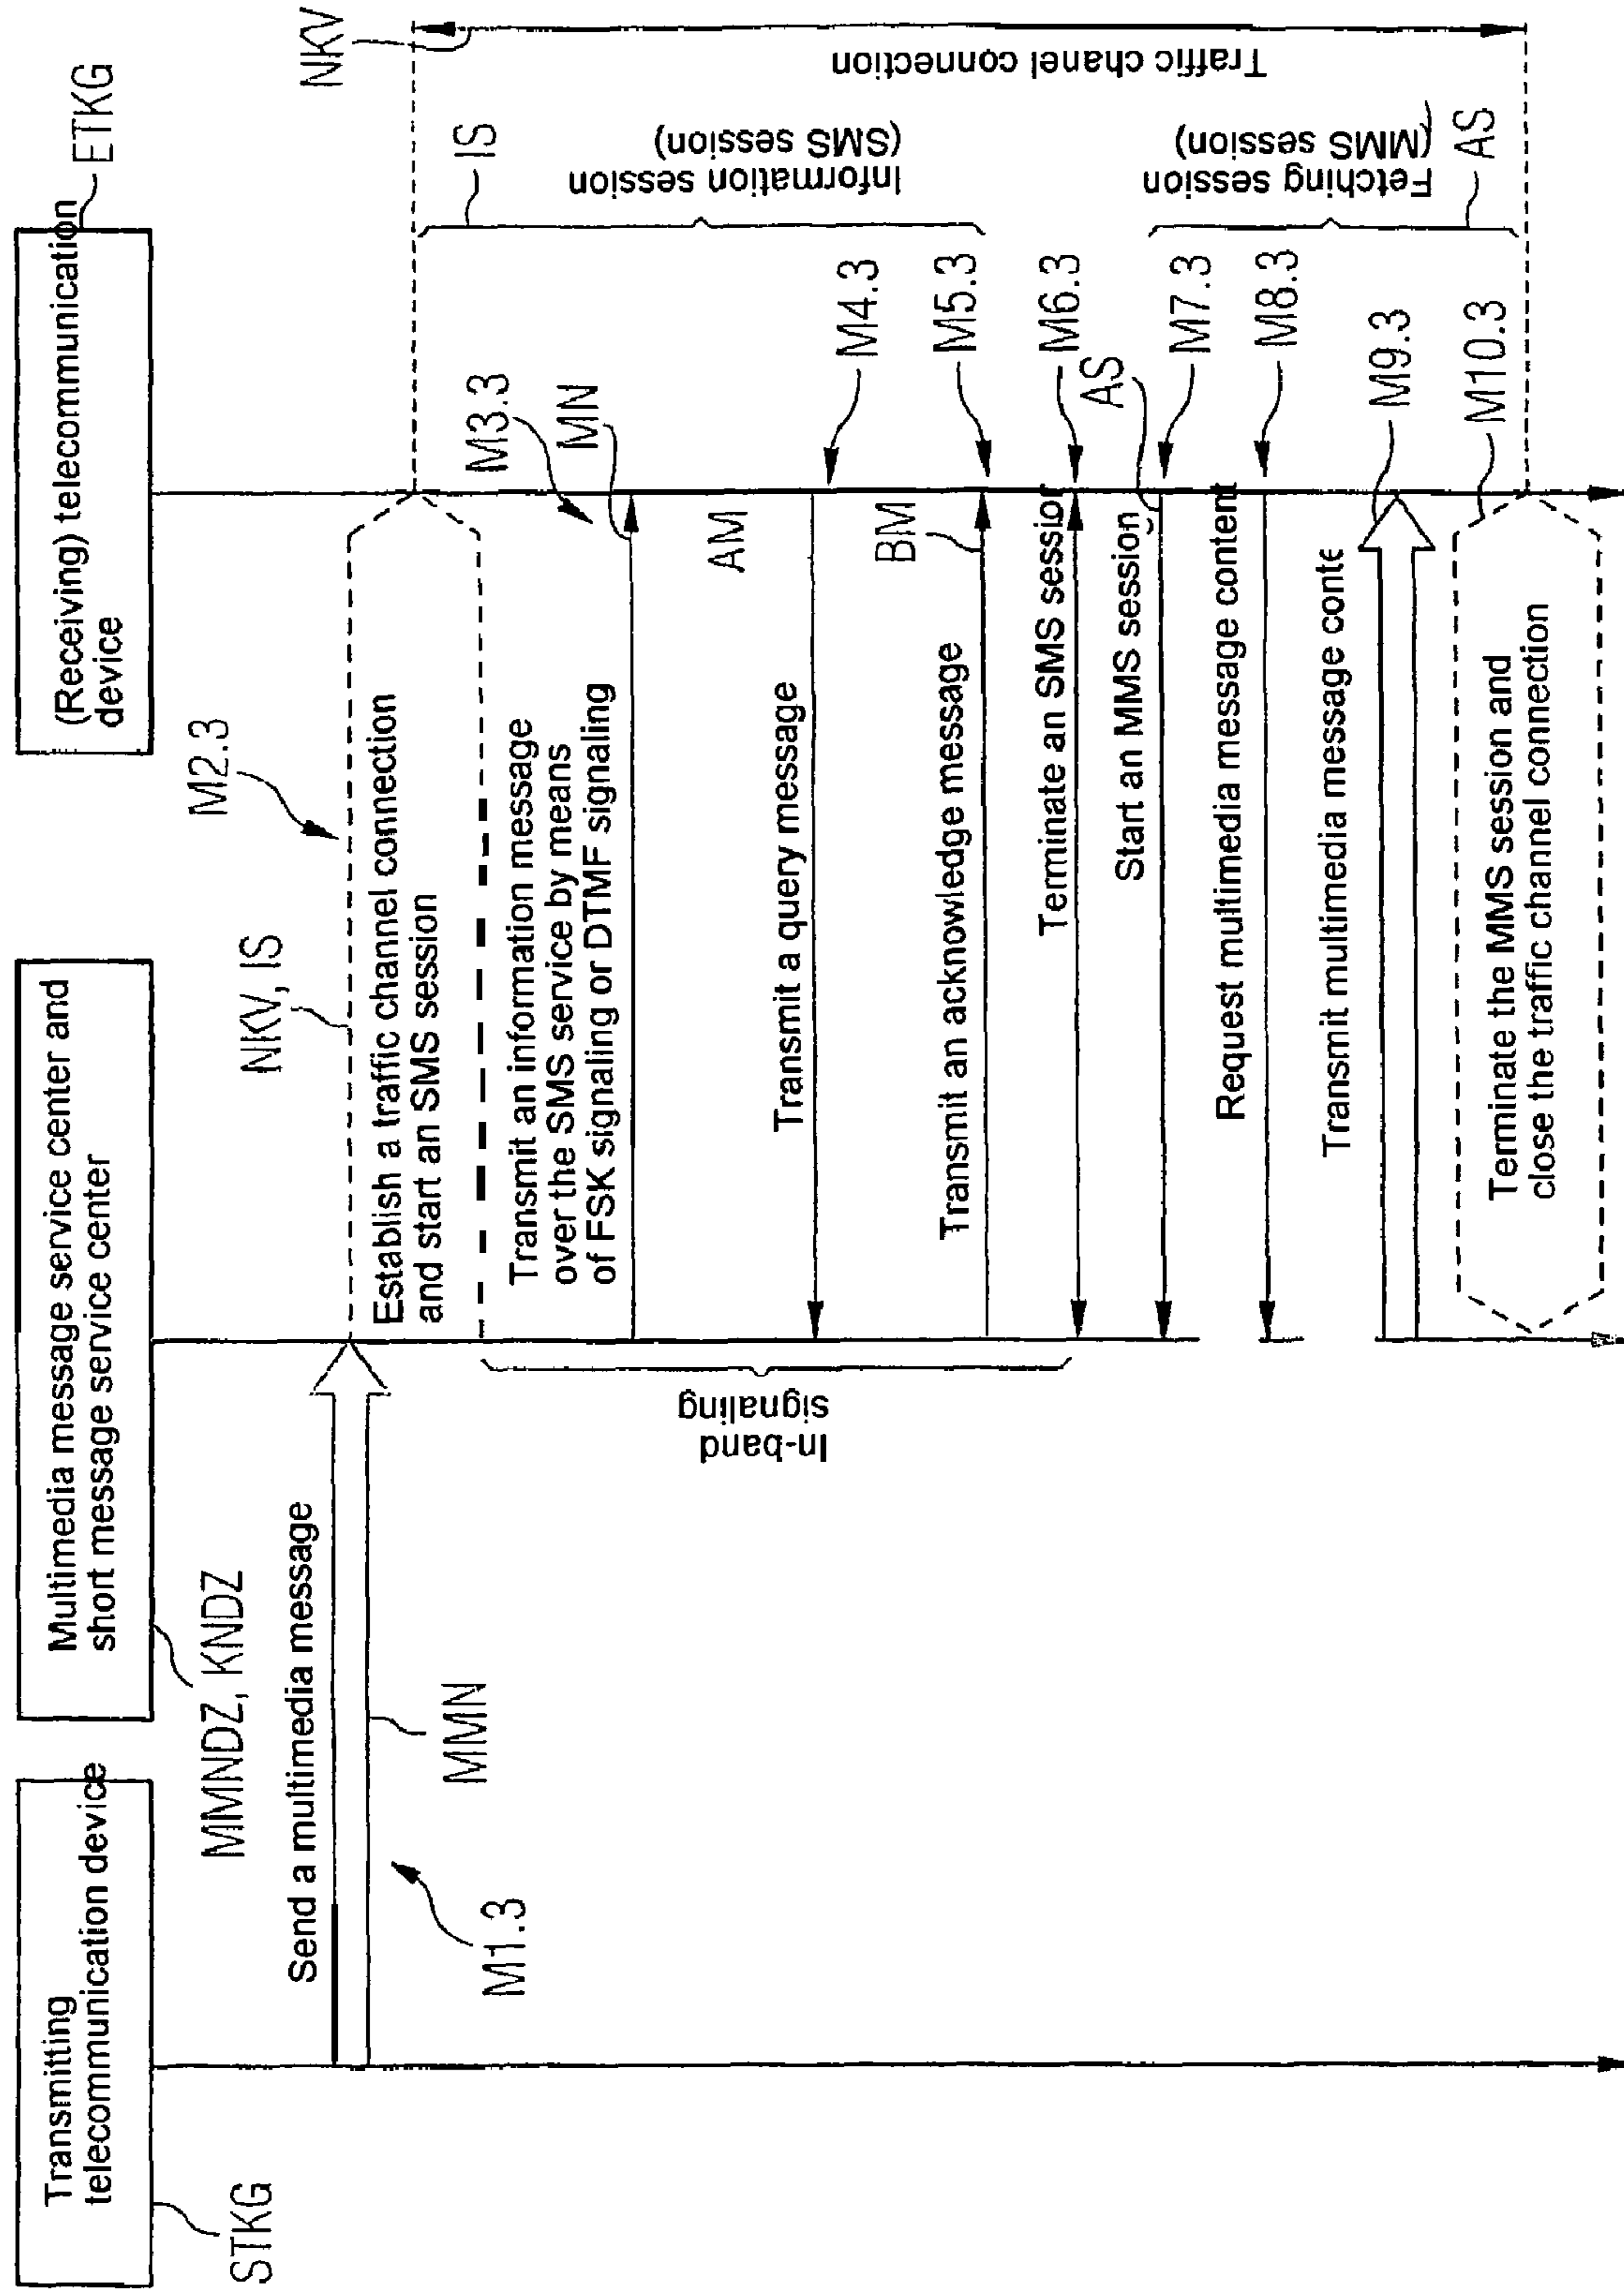 Transmitting
telecommunication device
STKG
Multimedia message service center and
short message service center
MMNDZ, KNDZ
(Receiving) telecommunication
device
ETKG
Send a multimedia message
MMN
M1.3
NKV, IS
M2.3
Establish a traffic channel connection
and start an SMS session
NKV
Traffic chanel connection
IS
Information session
(SMS session)
In-band
signaling
Transmit an information message
over the SMS service by means
of FSK signaling or DTMF signaling
M3.3
MN
AM
Transmit a query message
M4.3
BM
Transmit an acknowledge message
M5.3
Terminate an SMS session
M6.3
AS
Start an MMS session
M7.3
Fetching session
(MMS session)
AS
Request multimedia message content
M8.3
Transmit multimedia message conte
M9.3
Terminate the MMS session and
close the traffic channel connection
M10.3